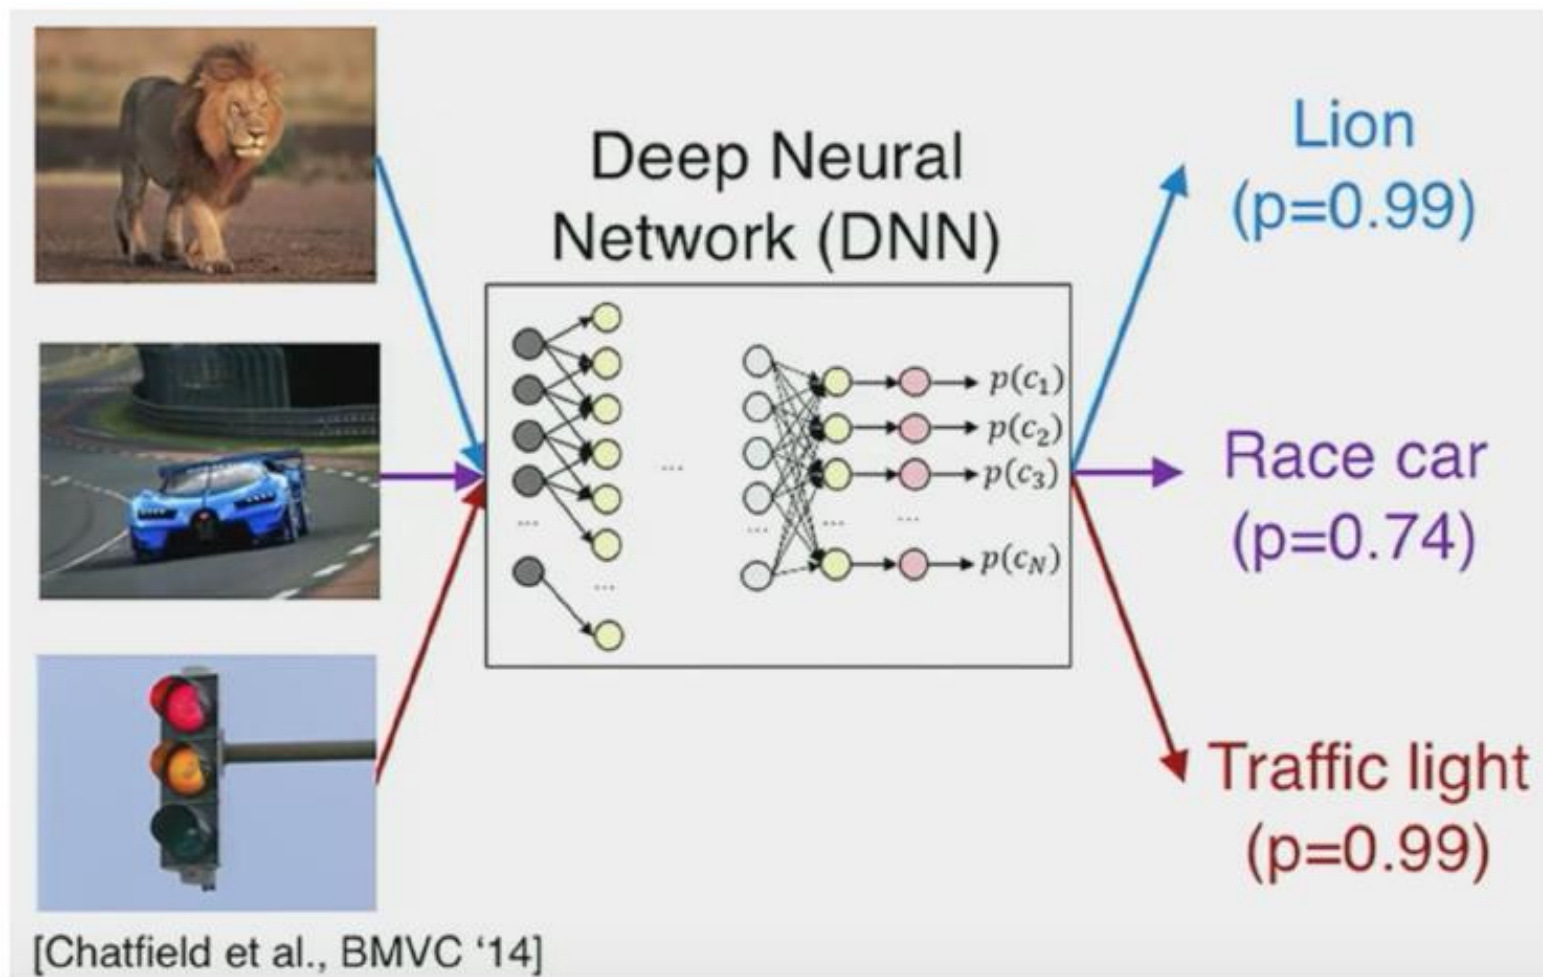 Deep Neural
Network (DNN)
p(c₁)
p(c₂)
p(c₃)
p(c_N)
...
...
...
...
...
...
Lion
(p=0.99)
Race car
(p=0.74)
Traffic light
(p=0.99)
[Chatfield et al., BMVC ‘14]